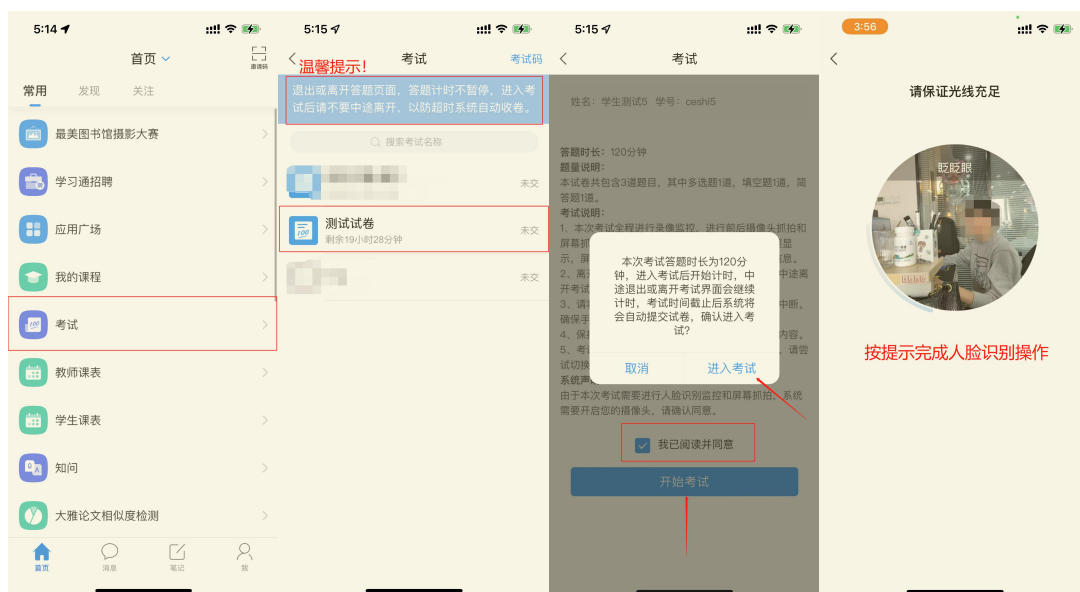 5:14
首页
邀请码
常用 发现 关注
最美图书馆摄影大赛
学习通招聘
应用广场
我的课程
考试
教师课表
学生课表
知问
大雅论文相似度检测
首页 消息 笔记 我
5:15
考试 考试码
温馨提示!
退出或离开答题页面，答题计时不暂停，进入考
试后请不要中途离开，以防超时系统自动收卷。
搜索考试名称
未交
测试试卷
剩余19小时28分钟
未交
未交
5:15
考试
姓名：学生测试5 学号：ceshi5
答题时长：120分钟
题量说明：
本试卷共包含3道题目，其中多选题1道，填空题1道，简
答题1道。
考试说明：
1、本次考试全程进行录像监控，进行前后摄像头抓拍和
屏幕抓
示，屏
2、离
开考试
3、请
中断。
确保手
4、保
内容。
5、考
请尝
试切换
系统声
由于本次考试需要进行人脸识别监控和屏幕抓拍，系统
需要开启您的摄像头，请确认同意。
本次考试答题时长为120分
钟，进入考试后开始计时，中
途退出或离开考试界面会继续
计时，考试时间截止后系统将
会自动提交试卷，确认进入考
试?
取消 进入考试
我已阅读并同意
开始考试
3:56
请保证光线充足
眨眨眼
按提示完成人脸识别操作